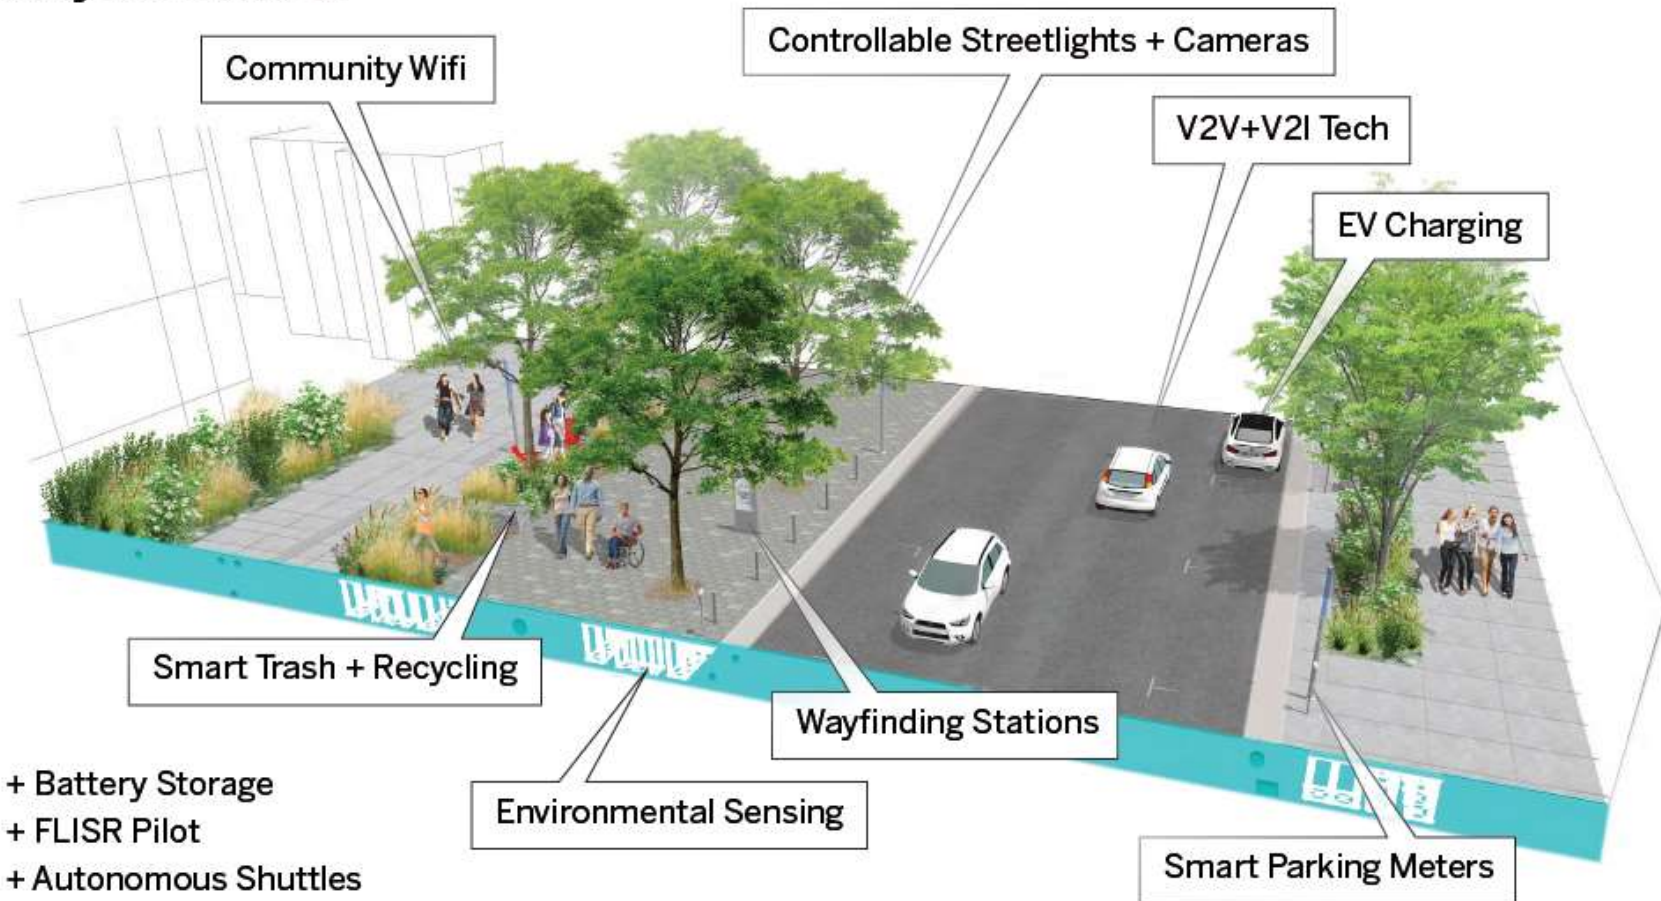 Controllable Streetlights + Cameras
Community Wifi
V2V+V2I Tech
EV Charging
Smart Trash + Recycling
Wayfinding Stations
Environmental Sensing
Smart Parking Meters
+ Battery Storage
+ FLISR Pilot
+ Autonomous Shuttles